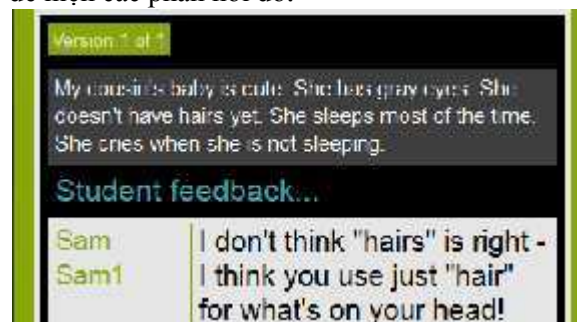 để hiện các phản hồi đó.
Version 1 of 1
My cousin's baby is cute. She has gray eyes. She
doesn't have hairs yet. She sleeps most of the time.
She cries when she is not sleeping.
Student feedback...
Sam I don't think "hairs" is right -
Sam1 I think you use just "hair"
for what's on your head!